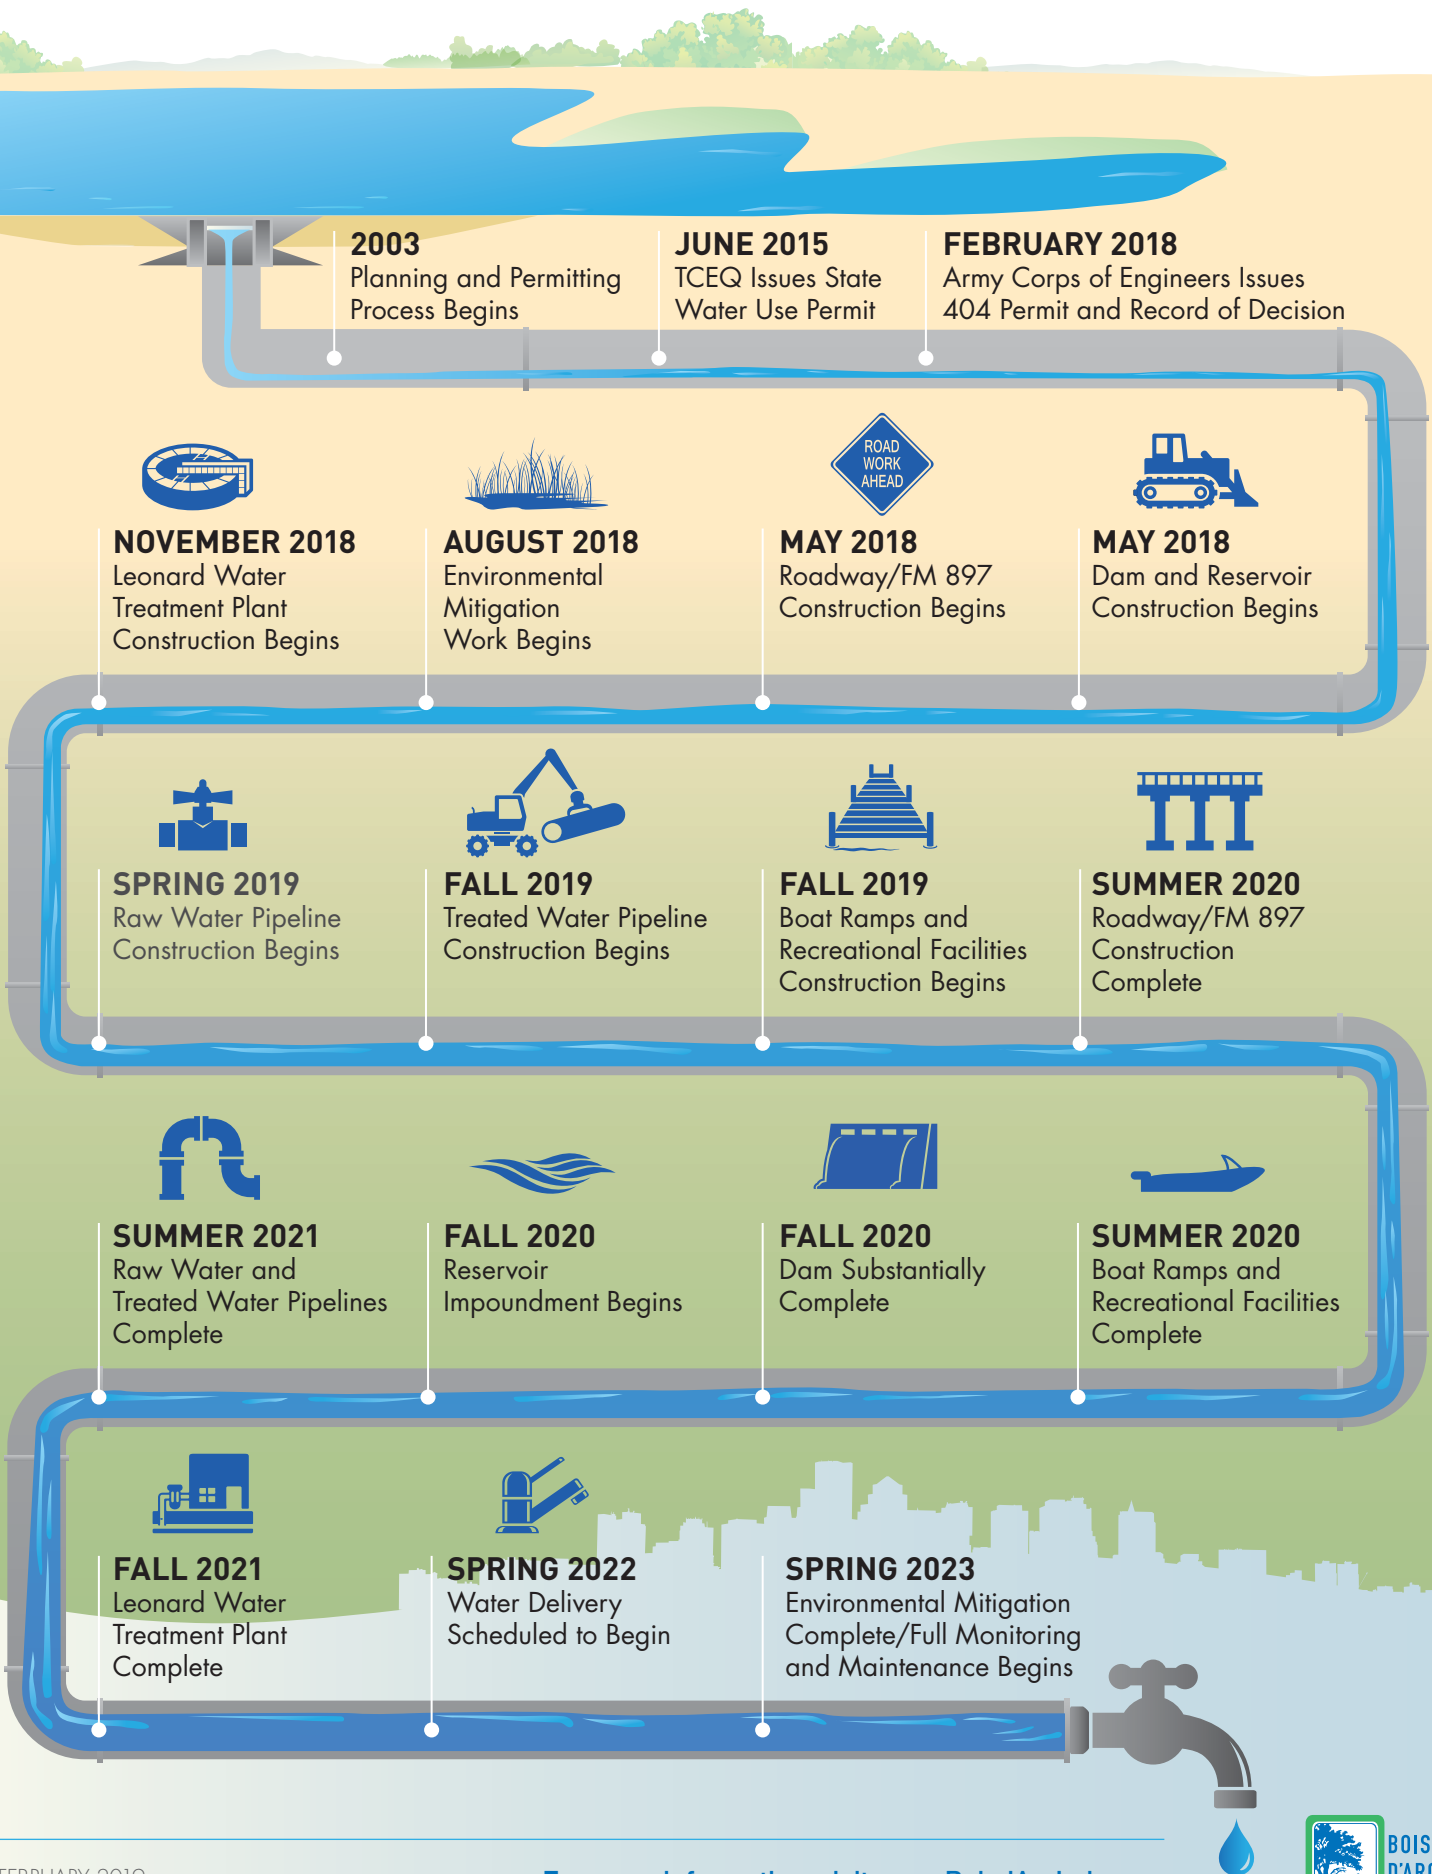 2003
Planning and Permitting
Process Begins
JUNE 2015
TCEQ Issues State
Water Use Permit
FEBRUARY 2018
Army Corps of Engineers Issues
404 Permit and Record of Decision
ROAD
WORK
AHEAD
NOVEMBER 2018
Leonard Water
Treatment Plant
Construction Begins
AUGUST 2018
Environmental
Mitigation
Work Begins
MAY 2018
Roadway/FM 897
Construction Begins
MAY 2018
Dam and Reservoir
Construction Begins
SPRING 2019
Raw Water Pipeline
Construction Begins
FALL 2019
Treated Water Pipeline
Construction Begins
FALL 2019
Boat Ramps and
Recreational Facilities
Construction Begins
SUMMER 2020
Roadway/FM 897
Construction
Complete
SUMMER 2021
Raw Water and
Treated Water Pipelines
Complete
FALL 2020
Reservoir
Impoundment Begins
FALL 2020
Dam Substantially
Complete
SUMMER 2020
Boat Ramps and
Recreational Facilities
Complete
FALL 2021
Leonard Water
Treatment Plant
Complete
SPRING 2022
Water Delivery
Scheduled to Begin
SPRING 2023
Environmental Mitigation
Complete/Full Monitoring
and Maintenance Begins
BOIS